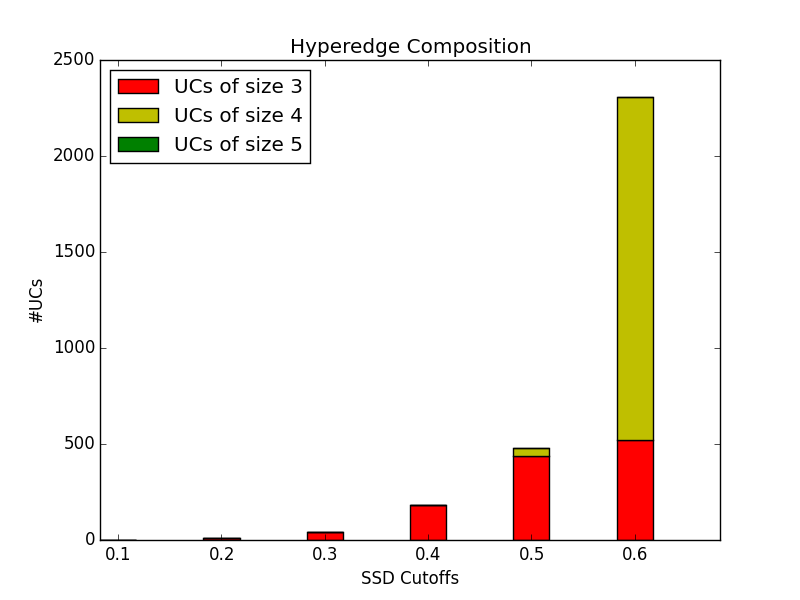 Hyperedge Composition
UCs of size 3
UCs of size 4
UCs of size 5
2500
2000
1500
1000
500
0
#UCs
0.1 0.2 0.3 0.4 0.5 0.6
SSD Cutoffs